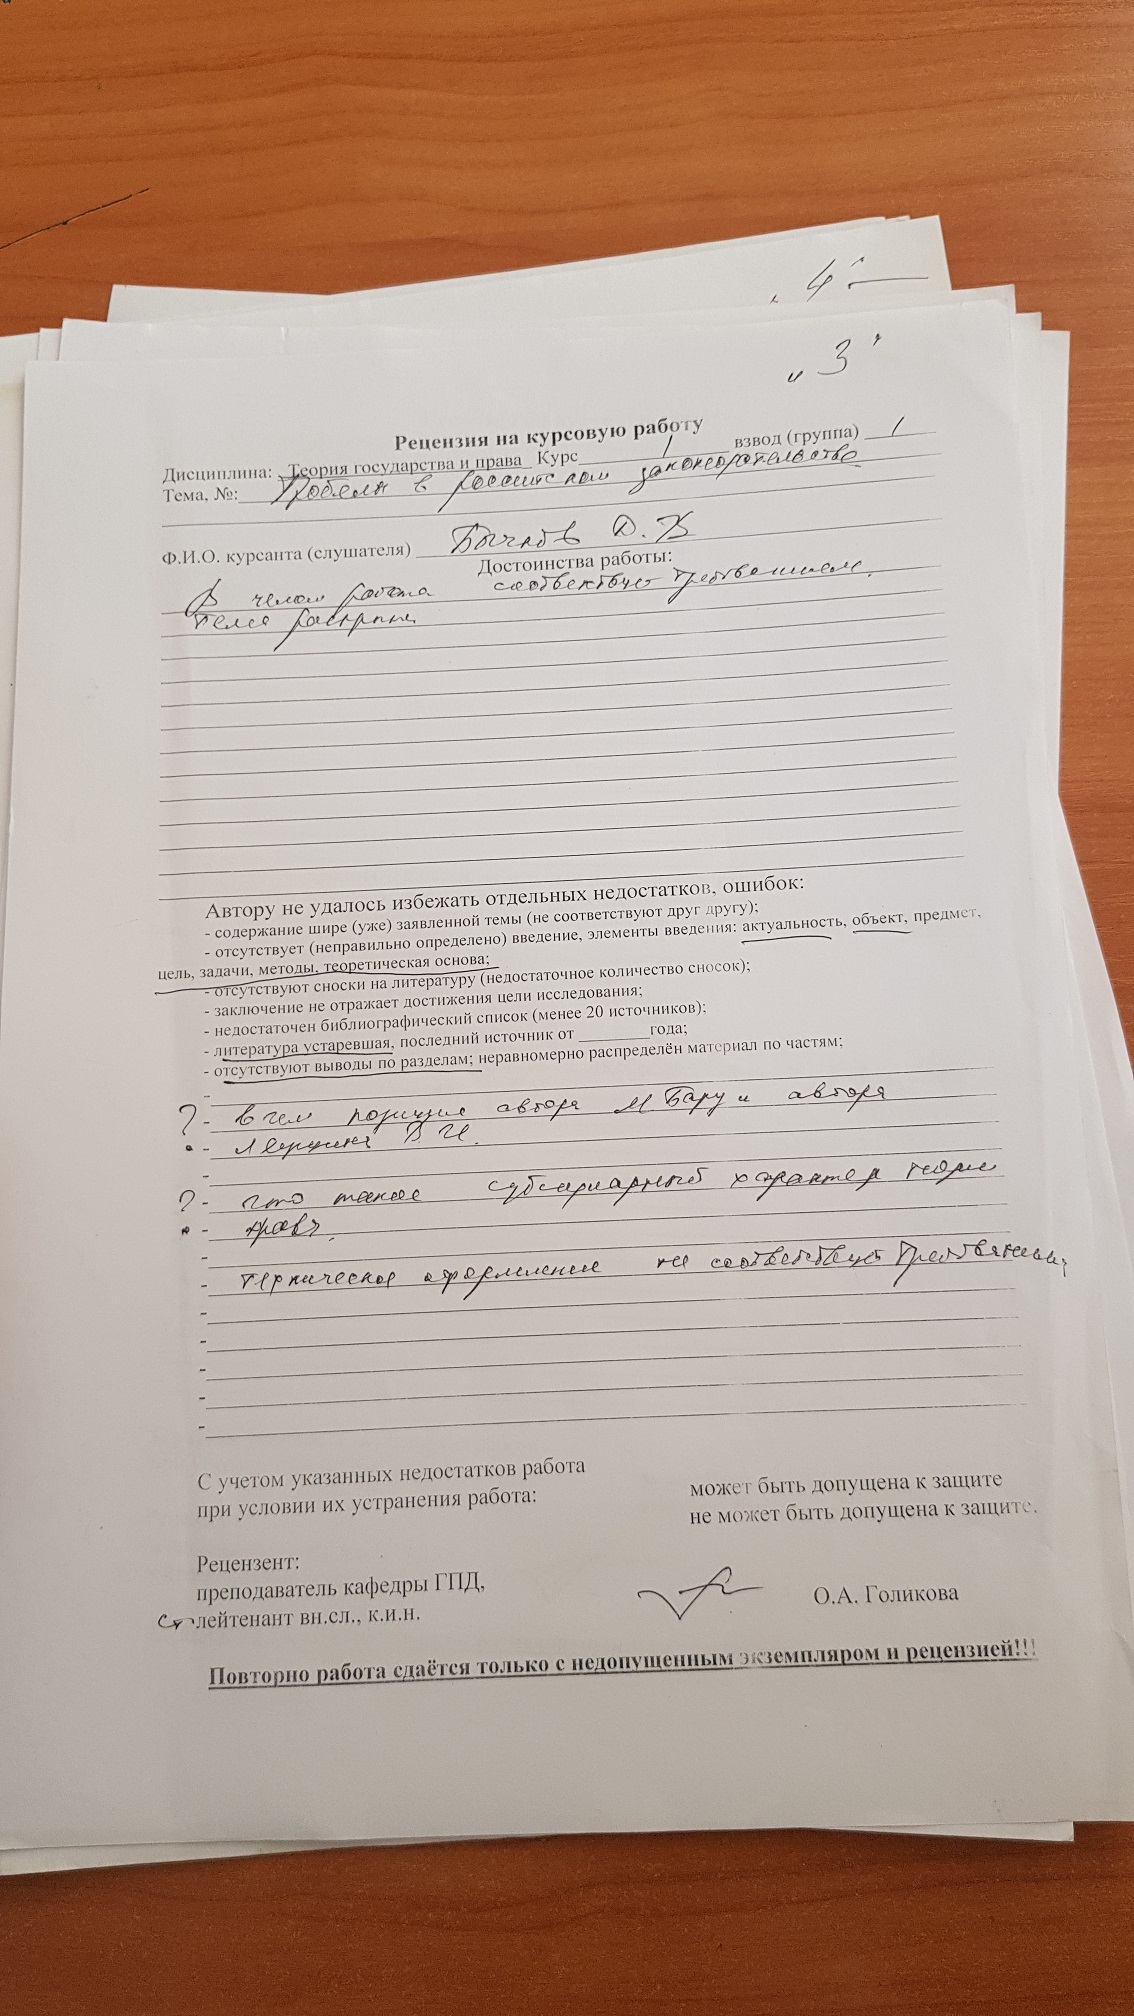 „4“
„3“
Рецензия на курсовую работу
Дисциплина: Теория государства и права Курс 1 взвод (группа) 1
Тема, №: Пробелы в российском законодательстве
Ф.И.О. курсанта (слушателя) Бычков Д. В
Достоинства работы:
В целом работа соответствует требованиям.
тема раскрыта
Автору не удалось избежать отдельных недостатков, ошибок:
- содержание шире (уже) заявленной темы (не соответствуют друг другу);
- отсутствует (неправильно определено) введение, элементы введения: актуальность, объект, предмет,
цель, задачи, методы, теоретическая основа;
- отсутствуют сноски на литературу (недостаточное количество сносок);
- заключение не отражает достижения цели исследования;
- недостаточен библиографический список (менее 20 источников);
- литература устаревшая, последний источник от ________года;
- отсутствуют выводы по разделам; неравномерно распределён материал по частям;
-
? - в чем позиция автора М Бару и автора
- В И.
-
? - что такое субсидиарный характер теории
- права.
-
- техническое оформление не соответствует требованиям;
-
-
-
-
-
С учетом указанных недостатков работа
при условии их устранения работа:
может быть допущена к защите
не может быть допущена к защите.
Рецензент:
преподаватель кафедры ГПД,
ст лейтенант вн.сл., к.и.н.
О.А. Голикова
Повторно работа сдаётся только с недопущенным экземпляром и рецензией!!!